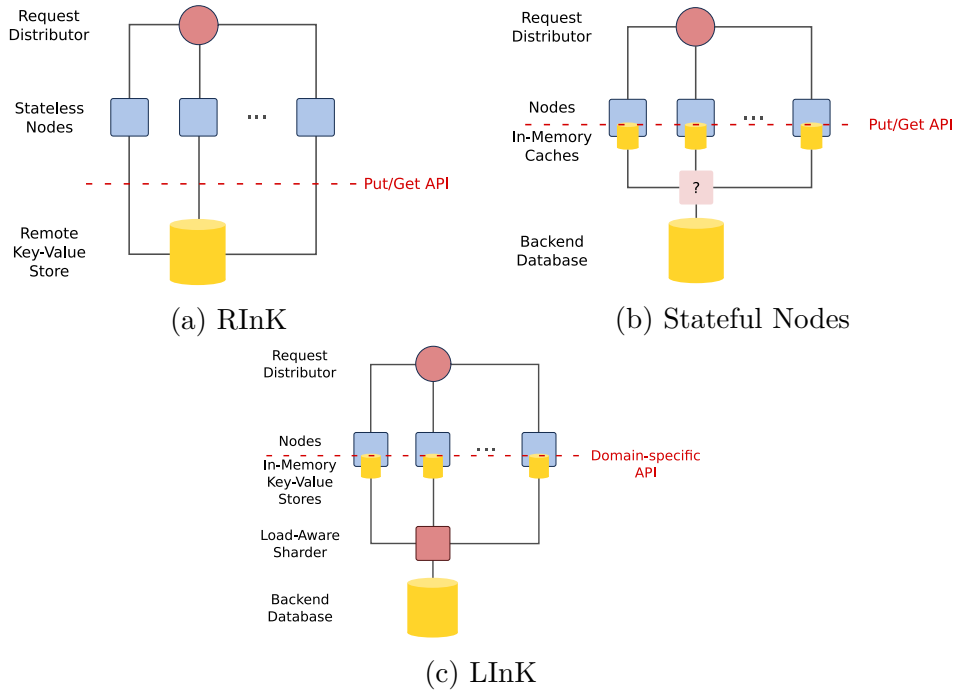 Request
Distributor
Stateless
Nodes
...
Put/Get API
Remote
Key-Value
Store
(a) RInK
Request
Distributor
Nodes
In-Memory
Caches
...
Put/Get API
?
Backend
Database
(b) Stateful Nodes
Request
Distributor
Nodes
In-Memory
Key-Value
Stores
...
Domain-specific
API
Load-Aware
Sharder
Backend
Database
(c) LInK